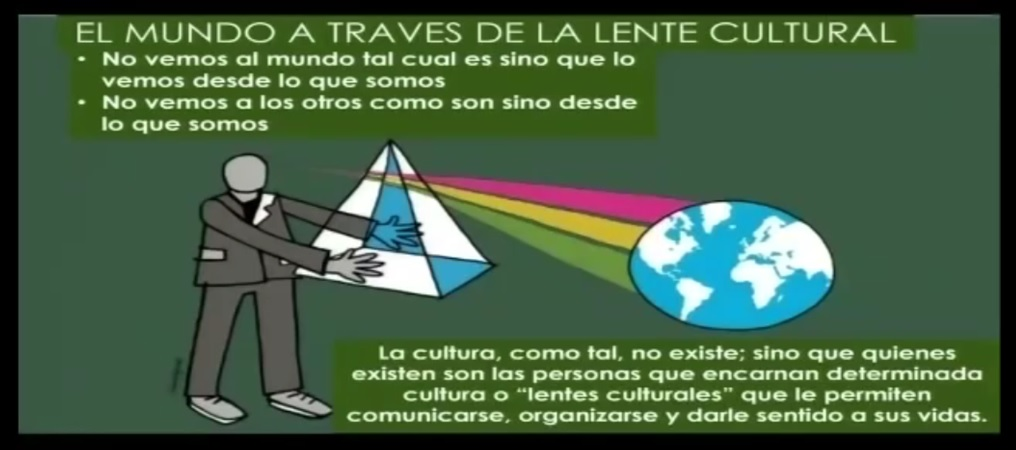 EL MUNDO A TRAVES DE LA LENTE CULTURAL
• No vemos al mundo tal cual es sino que lo
vemos desde lo que somos
• No vemos a los otros como son sino desde
lo que somos
La cultura, como tal, no existe; sino que quienes
existen son las personas que encarnan determinada
cultura o “lentes culturales” que le permiten
comunicarse, organizarse y darle sentido a sus vidas.